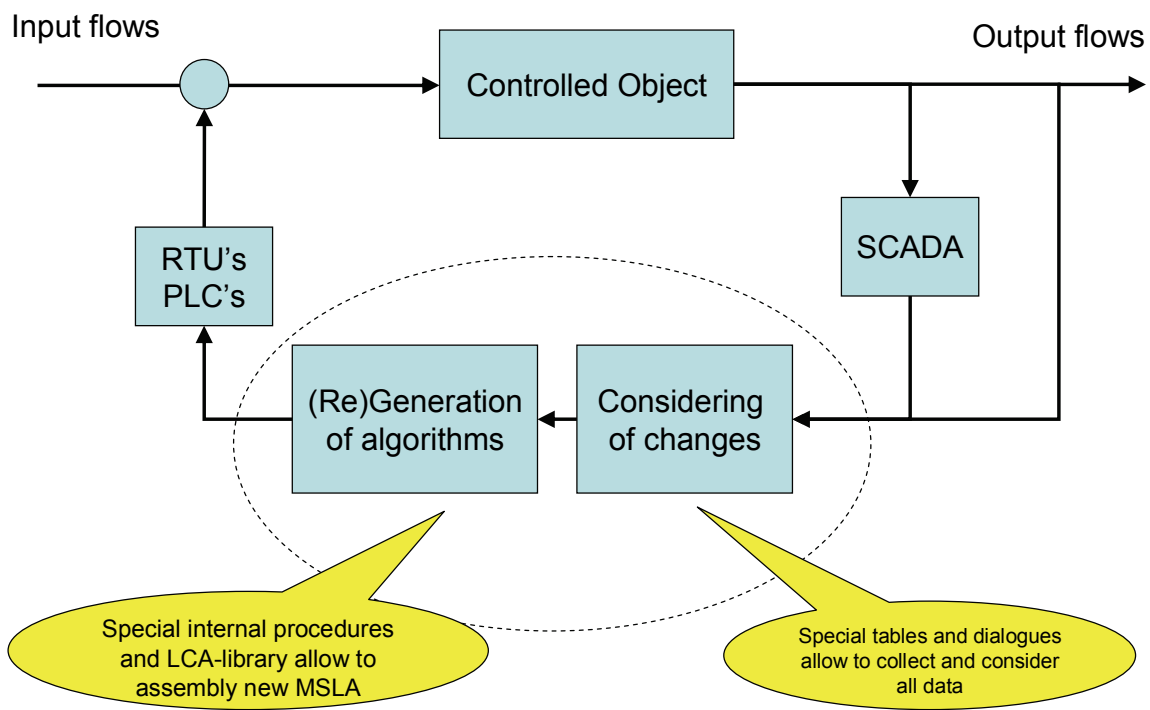 Input flows
Output flows
Controlled Object
SCADA
RTU's
PLC's
(Re)Generation
of algorithms
Considering
of changes
Special internal procedures
and LCA-library allow to
assembly new MSLA
Special tables and dialogues
allow to collect and consider
all data